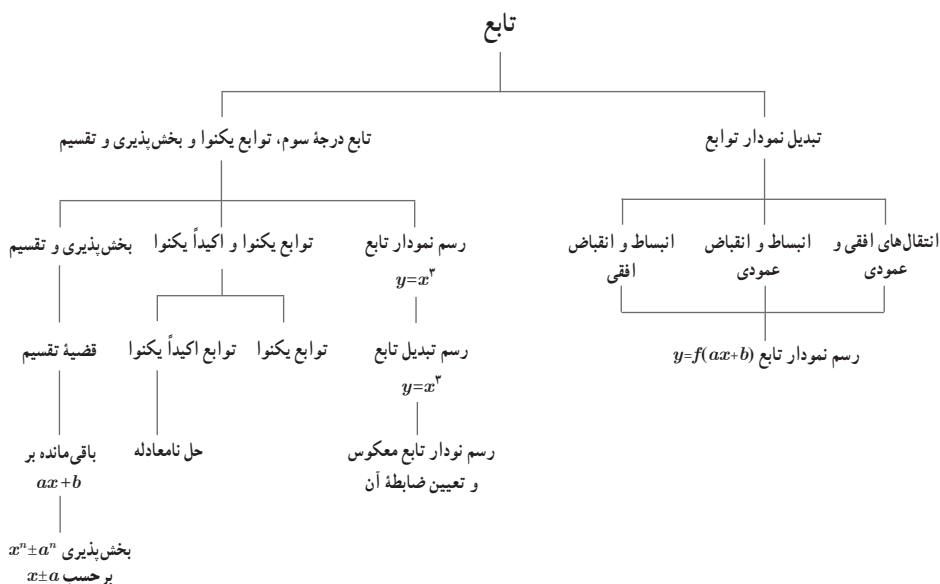 تابع
تبدیل نمودار توابع
تابع درجهٔ سوم، توابع یکنوا و بخش‌پذیری و تقسیم
انتقال‌های افقی و
عمودی
انبساط و انقباض
عمودی
انبساط و انقباض
افقی
رسم نمودار تابع
y=x³
توابع یکنوا و اکیداً یکنوا
بخش‌پذیری و تقسیم
رسم نمودار تابع y=f(ax+b)
رسم تبدیل تابع
y=x³
توابع یکنوا
توابع اکیداً یکنوا
قضیهٔ تقسیم
رسم نودار تابع معکوس
و تعیین ضابطهٔ آن
حل نامعادله
باقی‌مانده بر
ax+b
بخش‌پذیری xⁿ±aⁿ
برحسب x±a